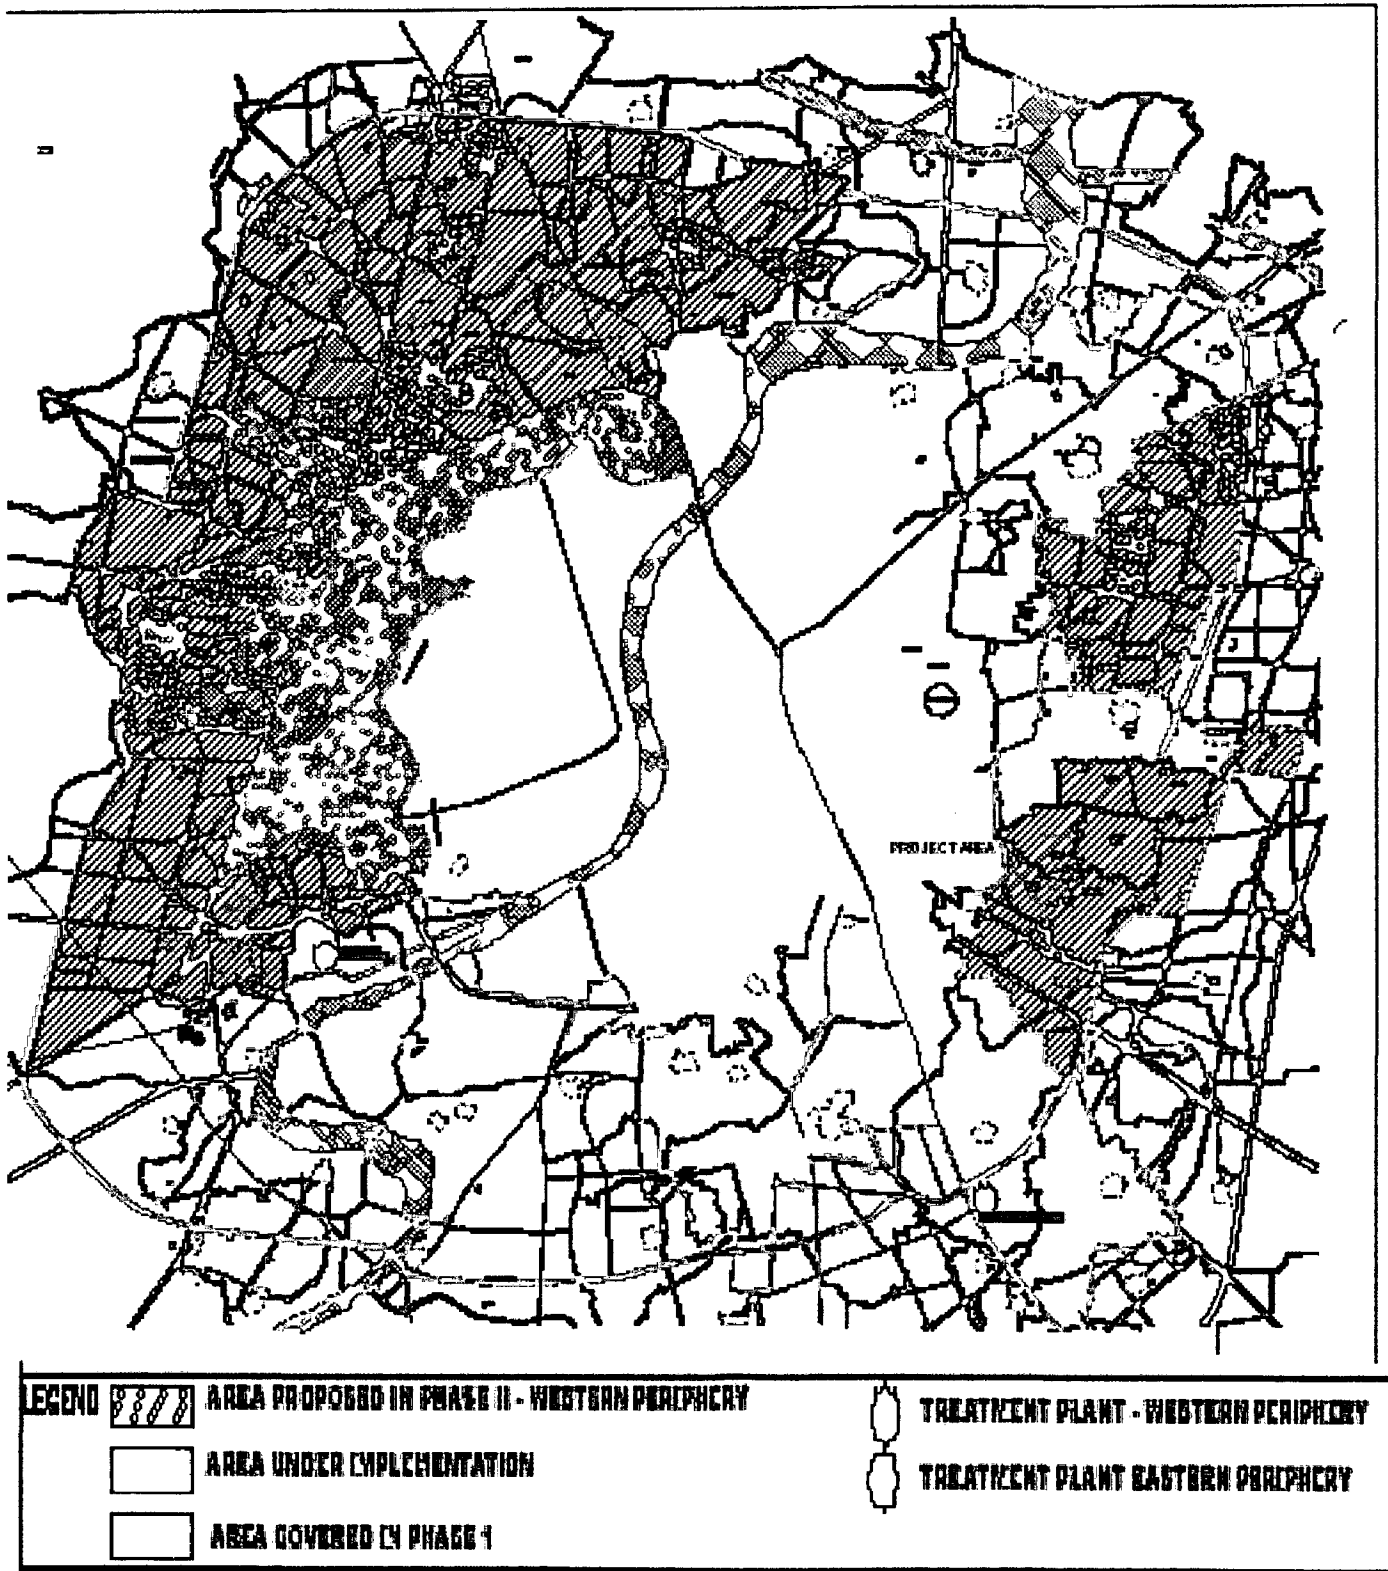 PROJECT AREA
LEGEND
AREA PROPOSED IN PHASE II - WESTERN PERIPHERY
AREA UNDER IMPLEMENTATION
AREA COVERED IN PHASE 1
TREATMENT PLANT - WESTERN PERIPHERY
TREATMENT PLANT EASTERN PERIPHERY